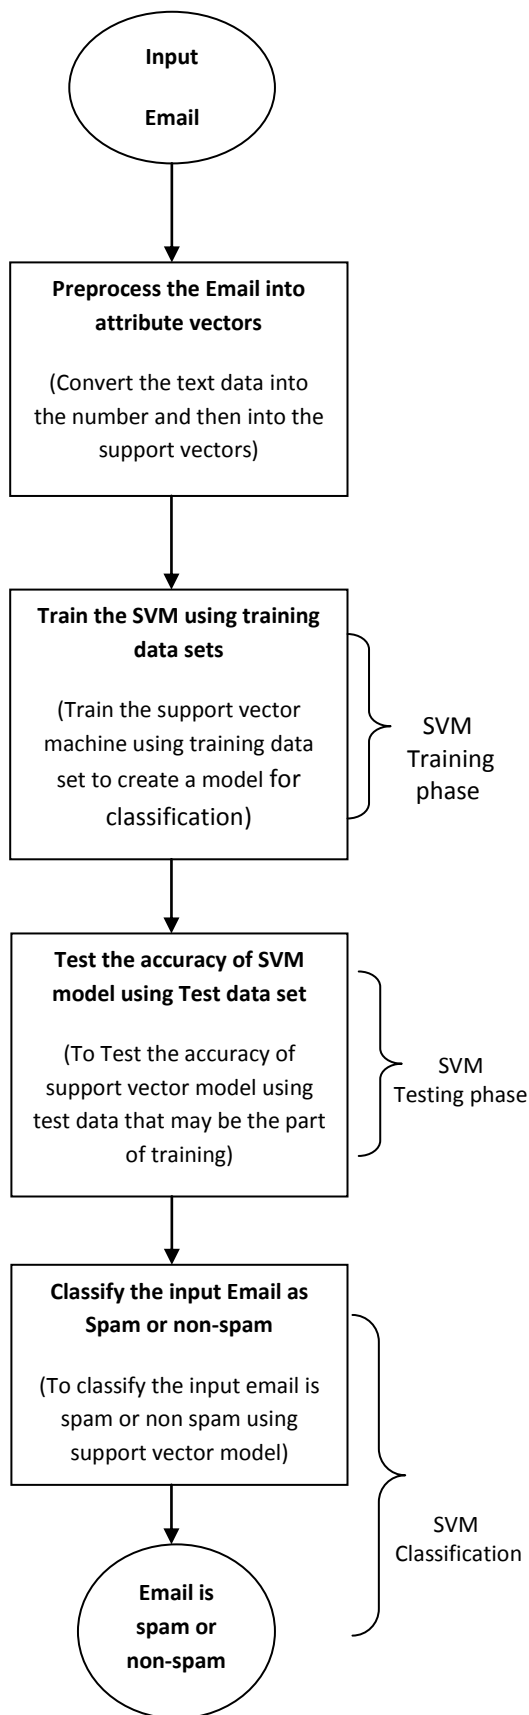 Input
Email
Preprocess the Email into
attribute vectors
(Convert the text data into
the number and then into the
support vectors)
Train the SVM using training
data sets
(Train the support vector
machine using training data
set to create a model for
classification)
SVM
Training
phase
Test the accuracy of SVM
model using Test data set
(To Test the accuracy of
support vector model using
test data that may be the part
of training)
SVM
Testing phase
Classify the input Email as
Spam or non-spam
(To classify the input email is
spam or non spam using
support vector model)
SVM
Classification
Email is
spam or
non-spam